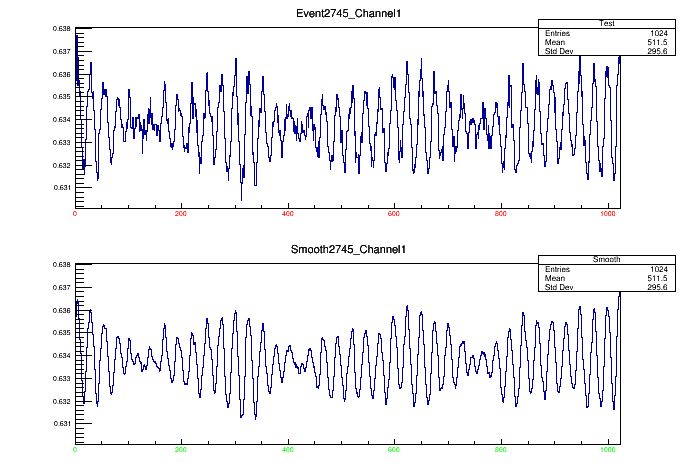 Event2745_Channel1
Test
Entries 1024
Mean 511.5
Std Dev 295.6
0.638
0.637
0.636
0.635
0.634
0.633
0.632
0.631
0 200 400 600 800 1000
Smooth2745_Channel1
Smooth
Entries 1024
Mean 511.5
Std Dev 295.6
0.638
0.637
0.636
0.635
0.634
0.633
0.632
0.631
0 200 400 600 800 1000